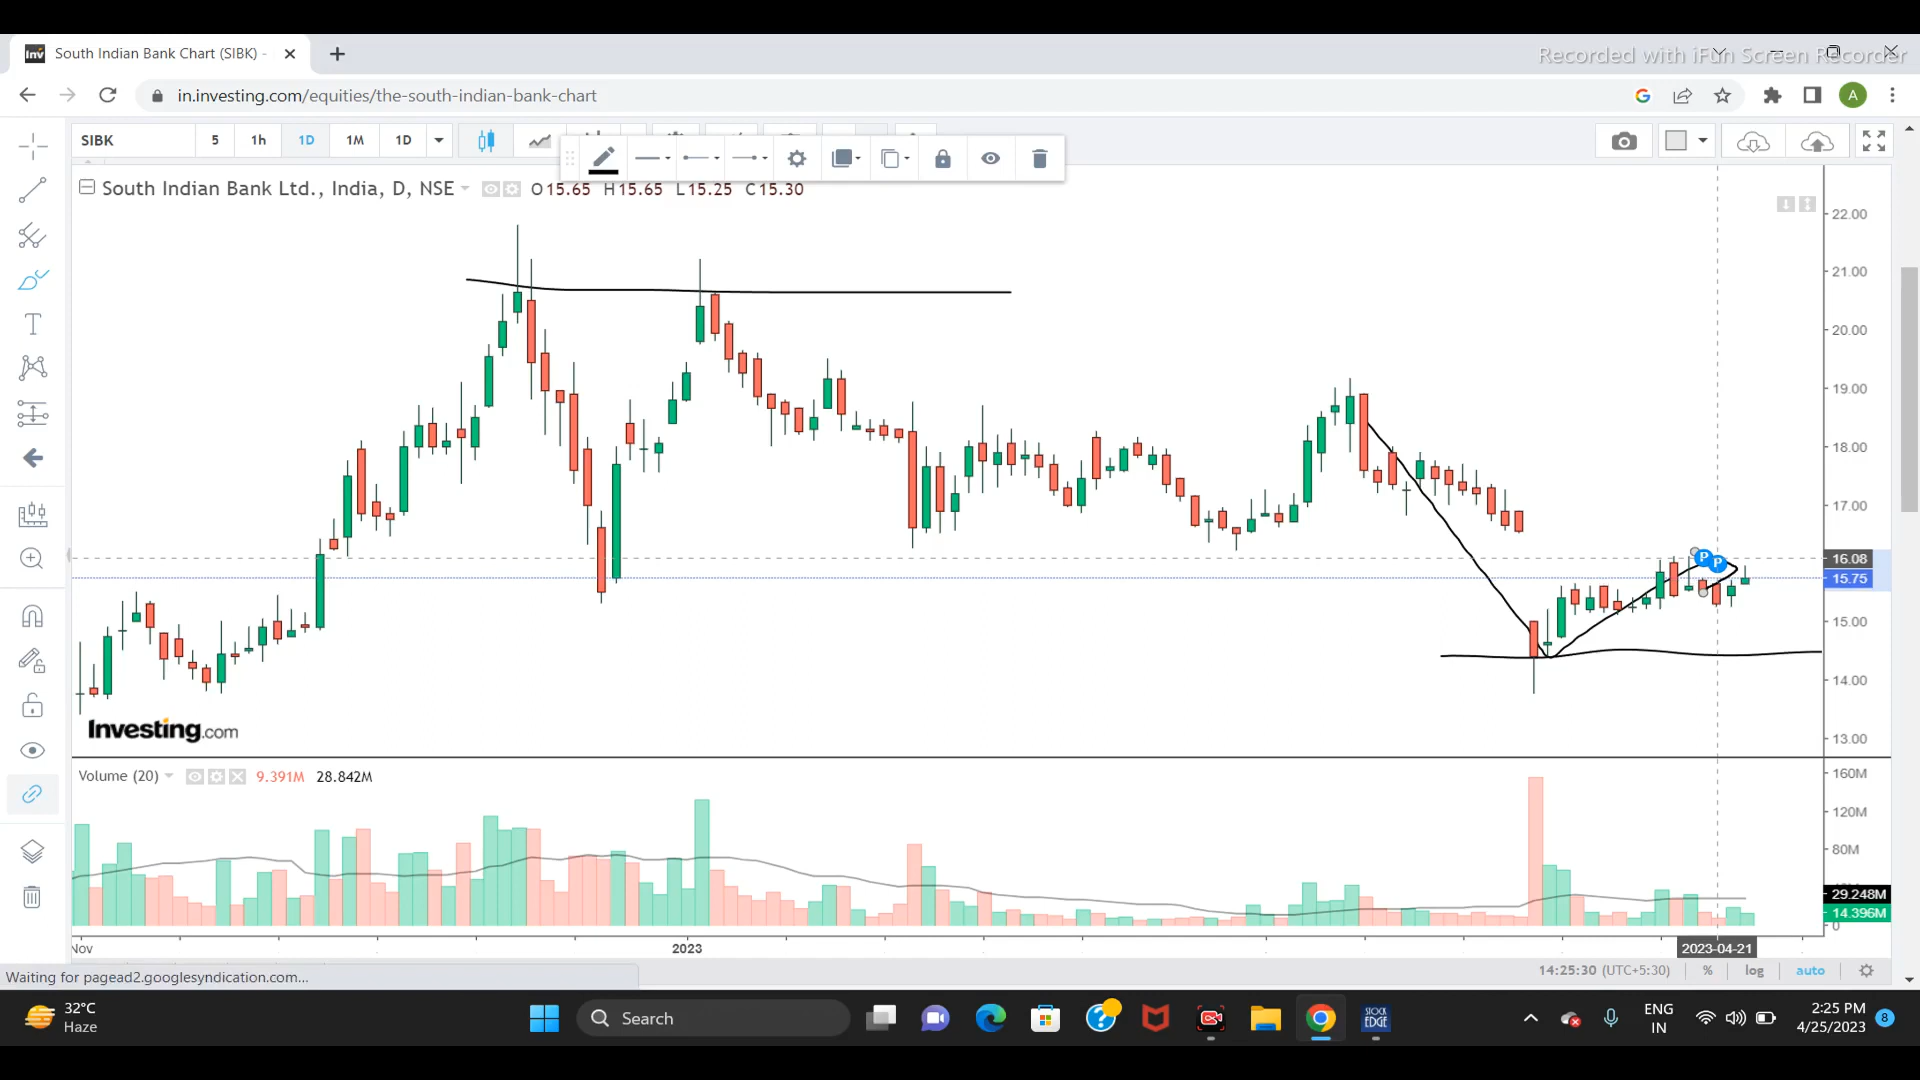 South Indian Bank Chart (SIBK) -
Recorded with iFun Screen Recorder
in.investing.com/equities/the-south-indian-bank-chart
A
SIBK 5 1h 1D 1M 1D
South Indian Bank Ltd., India, D, NSE O15.65 H15.65 L15.25 C15.30
22.00
21.00
20.00
19.00
18.00
17.00
16.08
P P
15.75
15.00
14.00
13.00
Investing.com
Volume (20) 9.391M 28.842M
160M
120M
80M
29.248M
14.396M
0
Nov 2023 2023-04-21
Waiting for pagead2.googlesyndication.com...
14:25:30 (UTC+5:30) % log auto
32°C
Haze
Search
STOCK
EDGE
ENG
IN
2:25 PM
4/25/2023
8